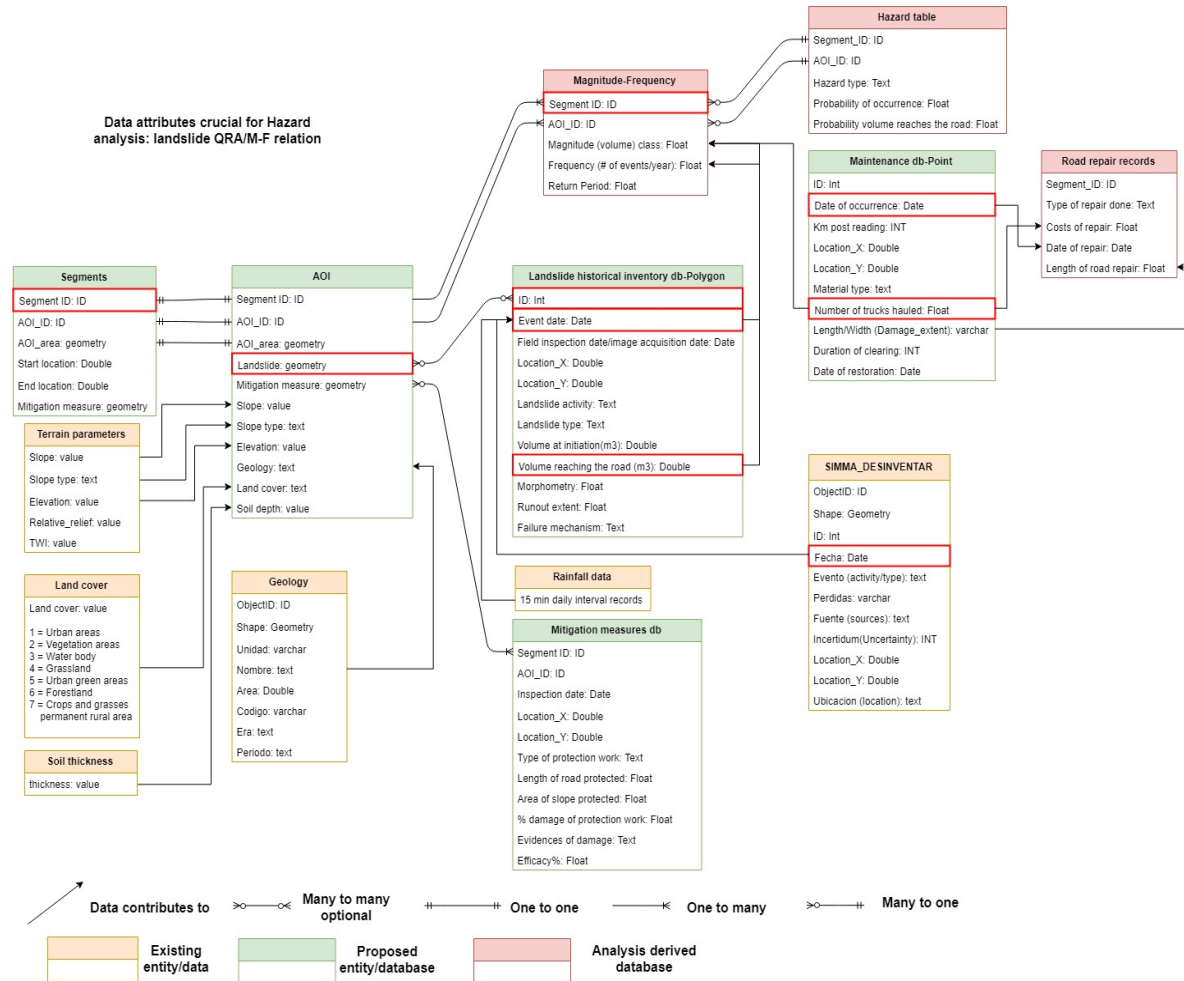 Data attributes crucial for Hazard
analysis: landslide QRA/M-F relation
Hazard table
Segment_ID: ID
AOI_ID: ID
Hazard type: Text
Probability of occurrence: Float
Probability volume reaches the road: Float
Magnitude-Frequency
Segment ID: ID
AOI_ID: ID
Magnitude (volume) class: Float
Frequency (# of events/year): Float
Return Period: Float
Maintenance db-Point
ID: Int
Date of occurrence: Date
Km post reading: INT
Location_X: Double
Location_Y: Double
Material type: text
Number of trucks hauled: Float
Length/Width (Damage_extent): varchar
Duration of clearing: INT
Date of restoration: Date
Road repair records
Segment_ID: ID
Type of repair done: Text
Costs of repair: Float
Date of repair: Date
Length of road repair: Float
Segments
Segment ID: ID
AOI_ID: ID
AOI_area: geometry
Start location: Double
End location: Double
Mitigation measure: geometry
AOI
Segment ID: ID
AOI_ID: ID
AOI_area: geometry
Landslide: geometry
Mitigation measure: geometry
Slope: value
Slope type: text
Elevation: value
Geology: text
Land cover: text
Soil depth: value
Landslide historical inventory db-Polygon
ID: Int
Event date: Date
Field inspection date/image acquisition date: Date
Location_X: Double
Location_Y: Double
Landslide activity: Text
Landslide type: Text
Volume at initiation(m3): Double
Volume reaching the road (m3): Double
Morphometry: Float
Runout extent: Float
Failure mechanism: Text
Terrain parameters
Slope: value
Slope type: text
Elevation: value
Relative_relief: value
TWI: value
SIMMA_DESINVENTAR
ObjectID: ID
Shape: Geometry
ID: Int
Fecha: Date
Evento (activity/type): text
Perdidas: varchar
Fuente (sources): text
Incertidum(Uncertainty): INT
Location_X: Double
Location_Y: Double
Ubicacion (location): text
Land cover
Land cover: value
1 = Urban areas
2 = Vegetation areas
3 = Water body
4 = Grassland
5 = Urban green areas
6 = Forestland
7 = Crops and grasses
permanent rural area
Geology
ObjectID: ID
Shape: Geometry
Unidad: varchar
Nombre: text
Area: Double
Codigo: varchar
Era: text
Periodo: text
Rainfall data
15 min daily interval records
Mitigation measures db
Segment ID: ID
AOI_ID: ID
Inspection date: Date
Location_X: Double
Location_Y: Double
Type of protection work: Text
Length of road protected: Float
Area of slope protected: Float
% damage of protection work: Float
Evidences of damage: Text
Efficacy%: Float
Soil thickness
thickness: value
Data contributes to
Many to many
optional
One to one
One to many
Many to one
Existing
entity/data
Proposed
entity/database
Analysis derived
database